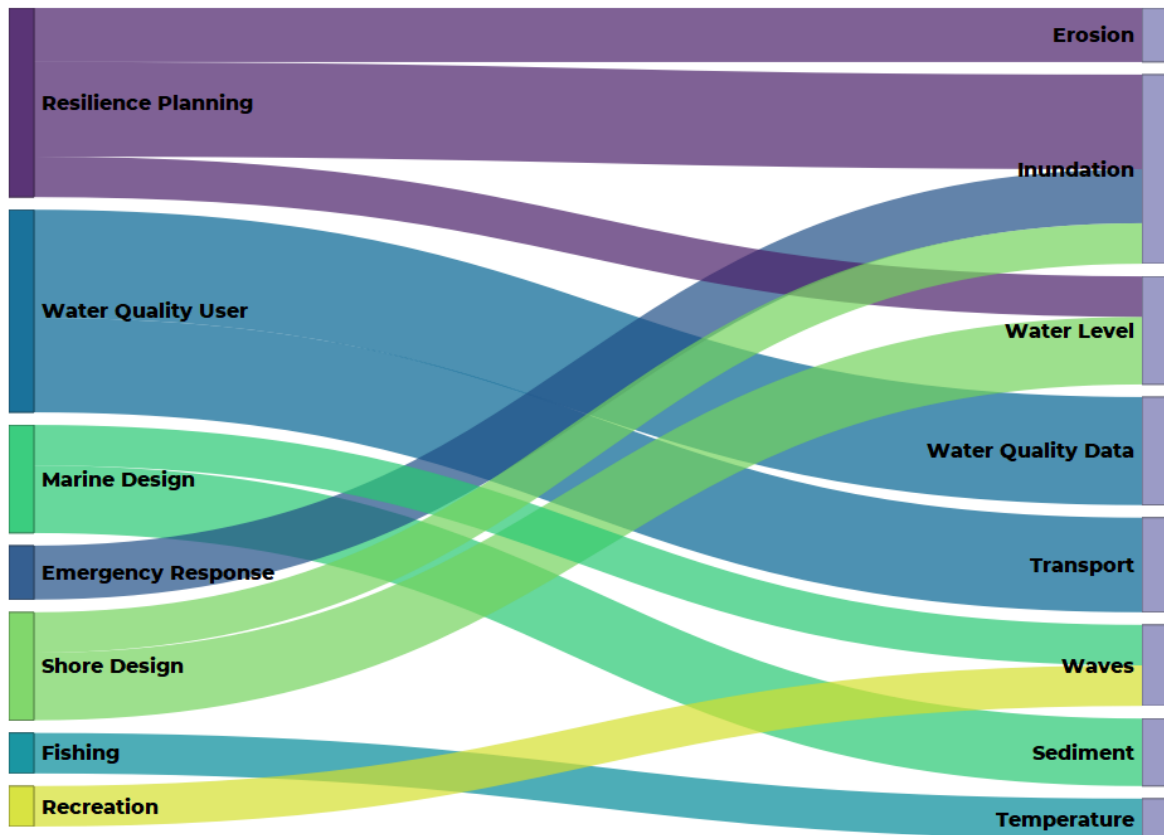 Resilience Planning
Water Quality User
Marine Design
Emergency Response
Shore Design
Fishing
Recreation
Erosion
Inundation
Water Level
Water Quality Data
Transport
Waves
Sediment
Temperature